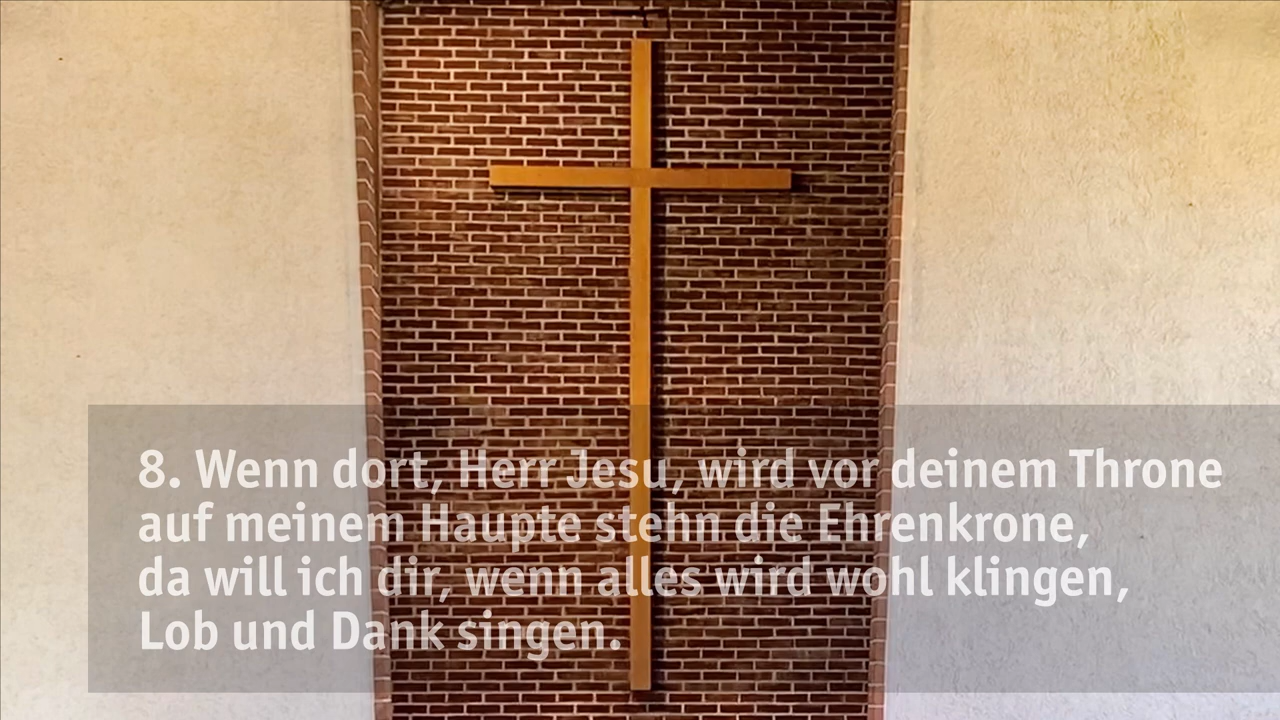 8. Wenn dort, Herr Jesu, wird vor deinem Throne
auf meinem Haupte stehn die Ehrenkrone,
da will ich dir, wenn alles wird wohl klingen,
Lob und Dank singen.